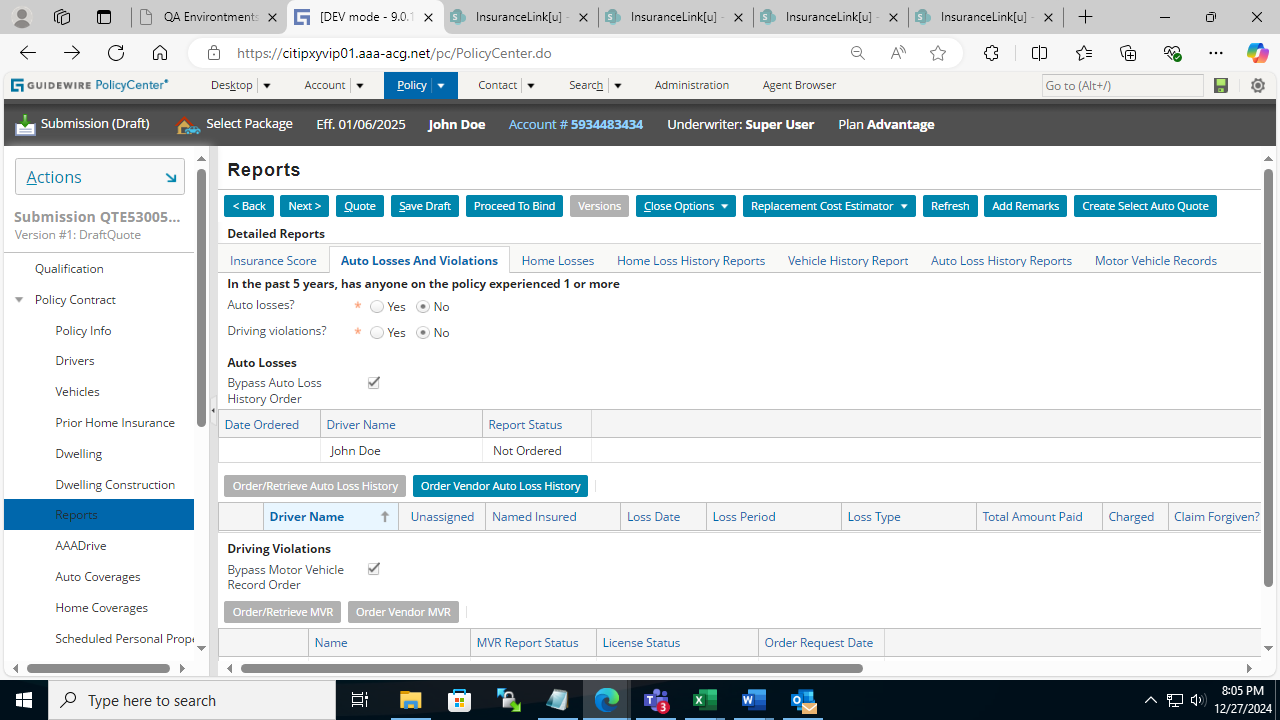 QA Environtments
[DEV mode - 9.0.1
InsuranceLink[u] -
InsuranceLink[u] -
InsuranceLink[u] -
InsuranceLink[u] -
https://citipxyvip01.aaa-acg.net/pc/PolicyCenter.do
GUIDEWIRE PolicyCenter®
Desktop
Account
Policy
Contact
Search
Administration
Agent Browser
Go to (Alt+/)
Submission (Draft)
Select Package
Eff. 01/06/2025
John Doe
Account # 5934483434
Underwriter: Super User
Plan Advantage
Actions
Submission QTE53005...
Version #1: DraftQuote
Qualification
Policy Contract
Policy Info
Drivers
Vehicles
Prior Home Insurance
Dwelling
Dwelling Construction
Reports
AAADrive
Auto Coverages
Home Coverages
Scheduled Personal Prope
Reports
< Back
Next >
Quote
Save Draft
Proceed To Bind
Versions
Close Options
Replacement Cost Estimator
Refresh
Add Remarks
Create Select Auto Quote
Detailed Reports
Insurance Score
Auto Losses And Violations
Home Losses
Home Loss History Reports
Vehicle History Report
Auto Loss History Reports
Motor Vehicle Records
In the past 5 years, has anyone on the policy experienced 1 or more
Auto losses? * Yes No
Driving violations? * Yes No
Auto Losses
Bypass Auto Loss
History Order
Date Ordered Driver Name Report Status
John Doe Not Ordered
Order/Retrieve Auto Loss History
Order Vendor Auto Loss History
Driver Name Unassigned Named Insured Loss Date Loss Period Loss Type Total Amount Paid Charged Claim Forgiven?
Driving Violations
Bypass Motor Vehicle
Record Order
Order/Retrieve MVR
Order Vendor MVR
Name MVR Report Status License Status Order Request Date
Type here to search
3
8:05 PM
12/27/2024